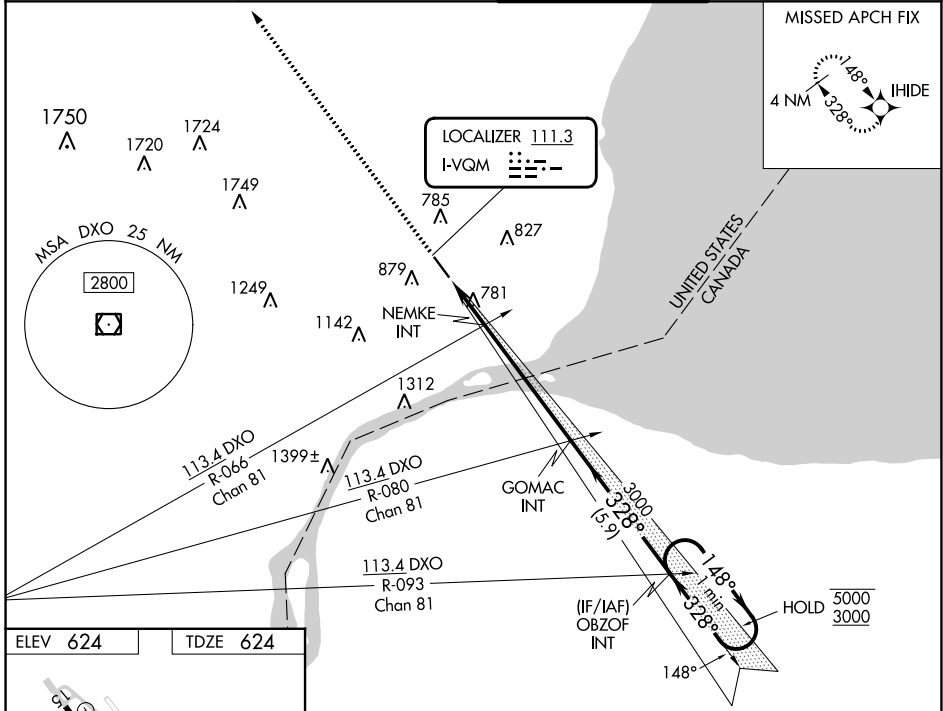 MISSED APCH FIX
148°
4 NM
328°
IHIDE
1750
1720
1724
1749
LOCALIZER 111.3
I-VQM
785
827
MSA DXO 25 NM
2800
879
1249
781
1142
NEMKE
INT
UNITED STATES
CANADA
1312
113.4 DXO
R-066
Chan 81
1399±
113.4 DXO
R-080
Chan 81
GOMAC
INT
3000
328°
(5.9)
113.4 DXO
R-093
Chan 81
148°
1 min
328°
(IF/IAF)
OBZOF
INT
HOLD 5000
3000
148°
ELEV 624
TDZE 624
15